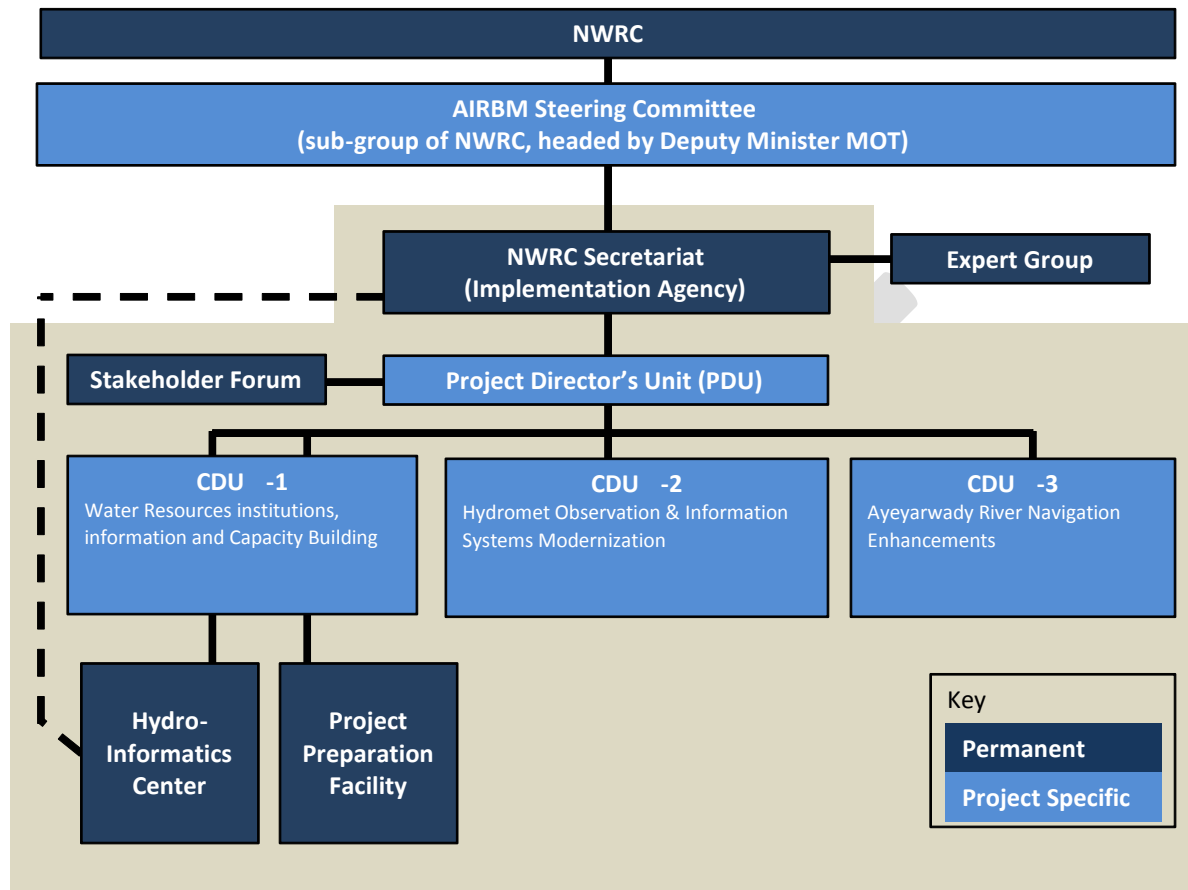 NWRC
AIRBM Steering Committee
(sub-group of NWRC, headed by Deputy Minister MOT)
NWRC Secretariat
(Implementation Agency)
Expert Group
Stakeholder Forum
Project Director’s Unit (PDU)
CDU -1
Water Resources institutions,
information and Capacity Building
CDU -2
Hydromet Observation & Information
Systems Modernization
CDU -3
Ayeyarwady River Navigation
Enhancements
Hydro-
Informatics
Center
Project
Preparation
Facility
Key
Permanent
Project Specific